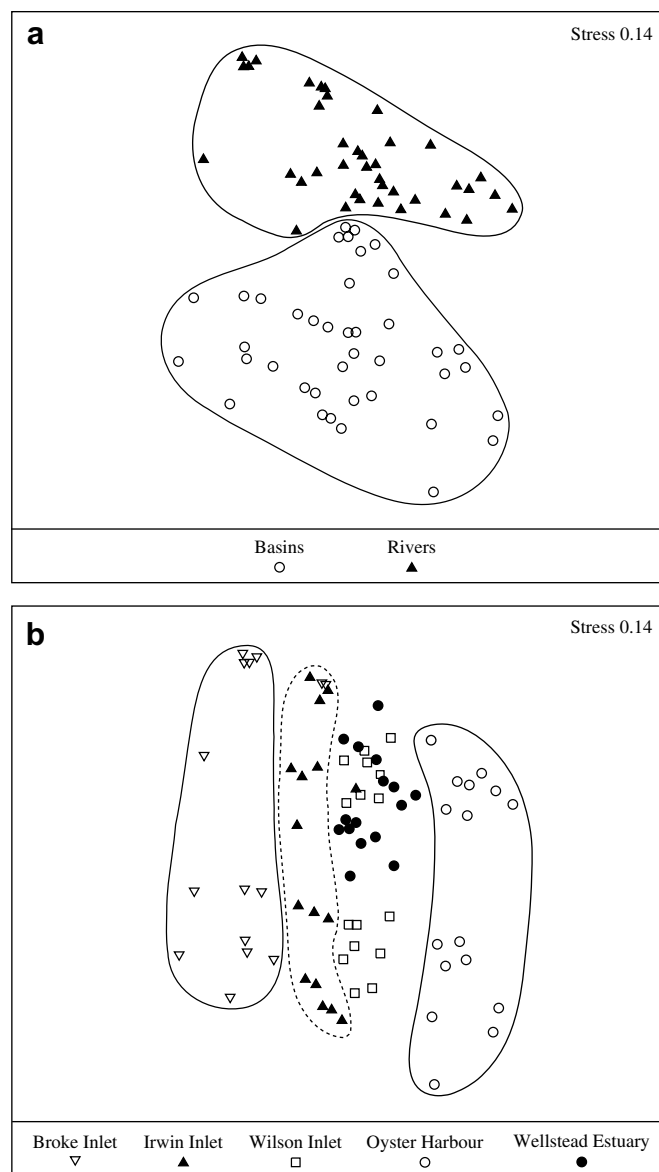 a
Stress 0.14
Basins Rivers
b
Stress 0.14
Broke Inlet Irwin Inlet Wilson Inlet Oyster Harbour Wellstead Estuary